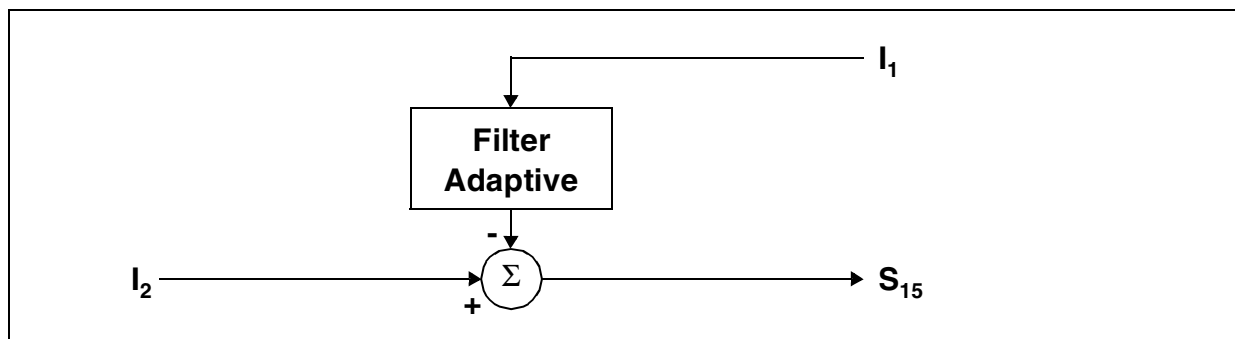 I₁
Filter
Adaptive
-
I₂
Σ
+
S₁₅